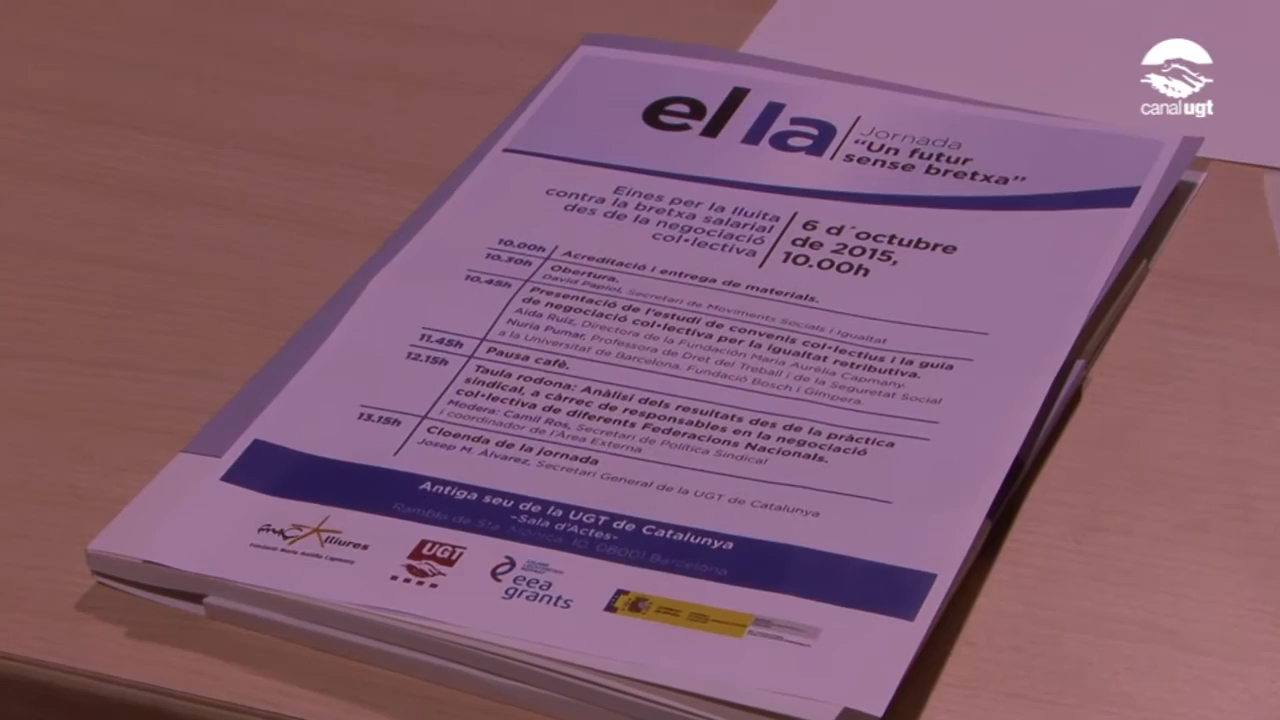 canalugt
el la
Jornada
"Un futur
sense bretxa"
Eines per la lluita
contra la bretxa salarial
des de la negociació
col•lectiva
6 d´octubre
de 2015,
10.00h
10.00h Acreditació i entrega de materials.
10.30h Obertura.
David Papiol, Secretari de Moviments Socials i Igualtat
10.45h Presentació de l'estudi de convenis col•lectius i la guia
de negociació col•lectiva per la igualtat retributiva.
Aida Ruiz, Directora de la Fundación Maria Aurèlia Capmany.
Nuria Pumar, Professora de Dret del Treball i de la Seguretat Social
a la Universitat de Barcelona. Fundació Bosch i Gimpera.
11.45h Pausa cafè.
12.15h Taula rodona: Anàlisi dels resultats des de la pràctica
sindical, a càrrec de responsables en la negociació
col•lectiva de diferents Federacions Nacionals.
Modera: Camil Ros, Secretari de Política Sindical
i coordinador de l'Àrea Externa
13.15h Cloenda de la jornada
Josep M. Álvarez, Secretari General de la UGT de Catalunya
Antiga seu de la UGT de Catalunya
-Sala d'Actes-
Rambla de Sta. Mònica, 10, 08001 Barcelona
lliures
Fundació Maria Aurèlia Capmany
UGT
eea
grants